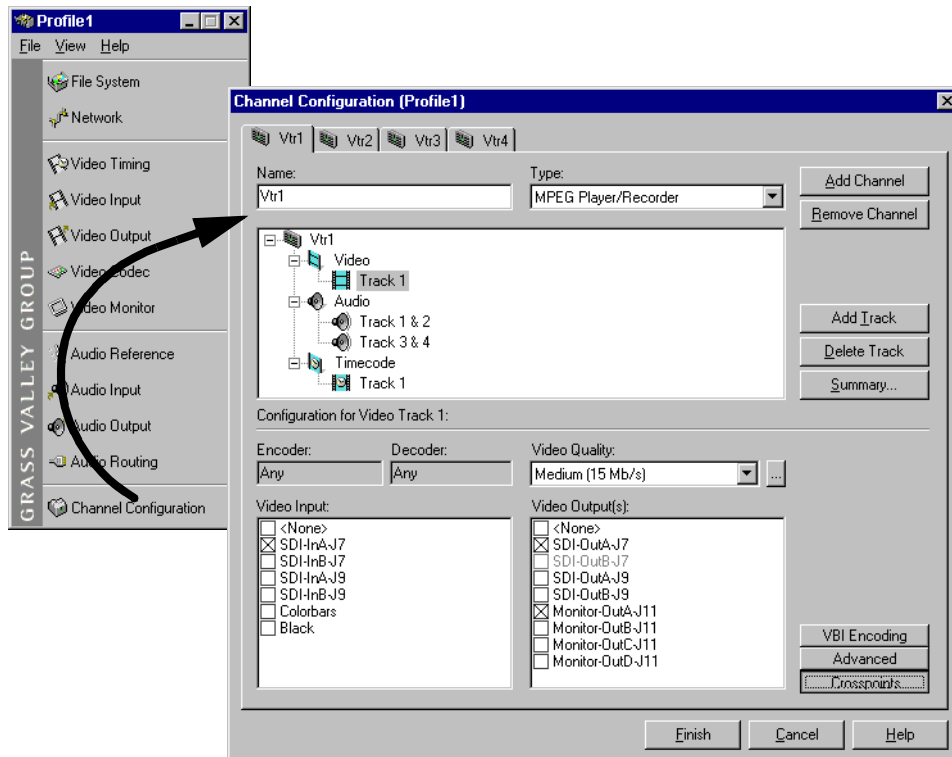 Profile1
File View Help
GRASS VALLEY GROUP
File System
Network
Video Timing
Video Input
Video Output
Video Codec
Video Monitor
Audio Reference
Audio Input
Audio Output
Audio Routing
Channel Configuration
Channel Configuration (Profile1)
Vtr1 Vtr2 Vtr3 Vtr4
Name: Type:
Vtr1 MPEG Player/Recorder
Add Channel
Remove Channel
Vtr1
Video
Track 1
Audio
Track 1 & 2
Track 3 & 4
Timecode
Track 1
Add Track
Delete Track
Summary...
Configuration for Video Track 1:
Encoder: Decoder: Video Quality:
Any Any Medium (15 Mb/s) ...
Video Input:
<None>
SDI-InA-J7
SDI-InB-J7
SDI-InA-J9
SDI-InB-J9
Colorbars
Black
Video Output(s):
<None>
SDI-OutA-J7
SDI-OutB-J7
SDI-OutA-J9
SDI-OutB-J9
Monitor-OutA-J11
Monitor-OutB-J11
Monitor-OutC-J11
Monitor-OutD-J11
VBI Encoding
Advanced
Crosspoints
Finish Cancel Help